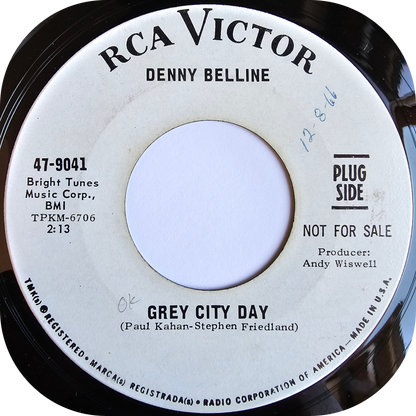 RCA VICTOR
DENNY BELLINE
12-8-66
47-9041
Bright Tunes
Music Corp.,
BMI
TPKM-6706
2:13
PLUG
SIDE
NOT FOR SALE
Producer:
Andy Wiswell
OK
GREY CITY DAY
(Paul Kahan-Stephen Friedland)
TMK(s) ® REGISTERED • MARCA(s) REGISTRADA(s) • RADIO CORPORATION OF AMERICA—MADE IN U.S.A.